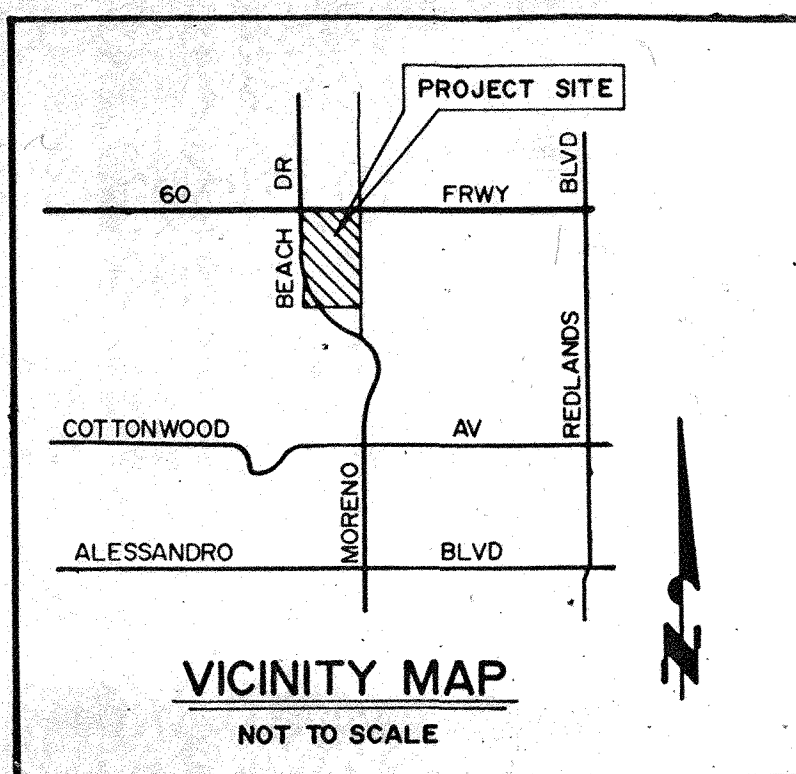 PROJECT SITE
60
FRWY
BEACH DR
REDLANDS BLVD
COTTONWOOD
AV
MORENO
ALESSANDRO
BLVD
N
VICINITY MAP
NOT TO SCALE